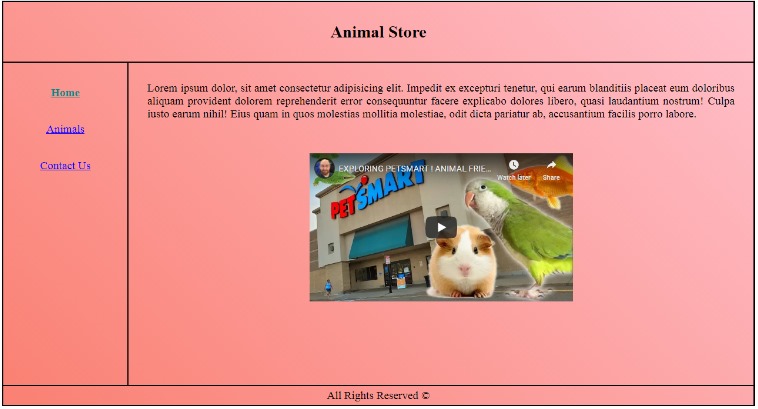 Animal Store
Home
Animals
Contact Us
Lorem ipsum dolor, sit amet consectetur adipisicing elit. Impedit ex excepturi tenetur, qui earum blanditiis placeat eum doloribus
aliquam provident dolorem reprehenderit error consequuntur facere explicabo dolores libero, quasi laudantium nostrum! Culpa
iusto earum nihil! Eius quam in quos molestias mollitia molestiae, odit dicta pariatur ab, accusantium facilis porro labore.
EXPLORING PETSMART ! ANIMAL FRIE...
Watch later
Share
PETSMART
All Rights Reserved ©